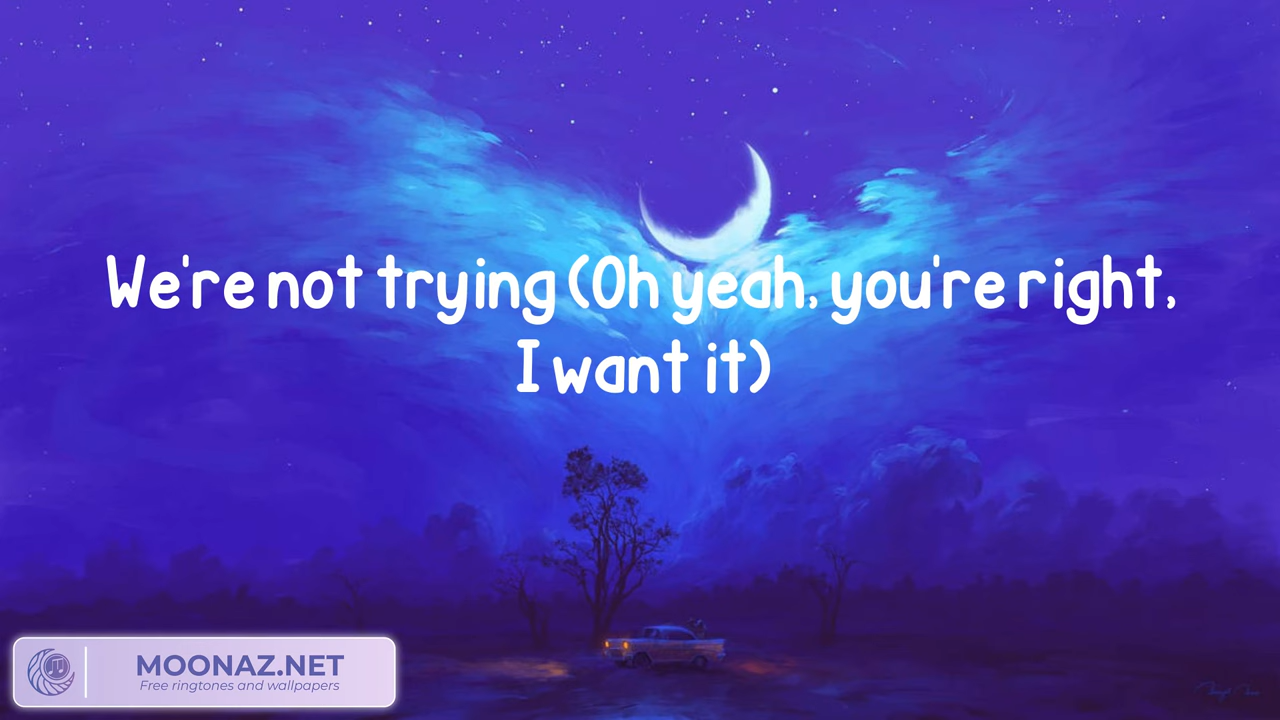 We're not trying (Oh yeah, you're right,
I want it)
MOONAZ.NET
Free ringtones and wallpapers